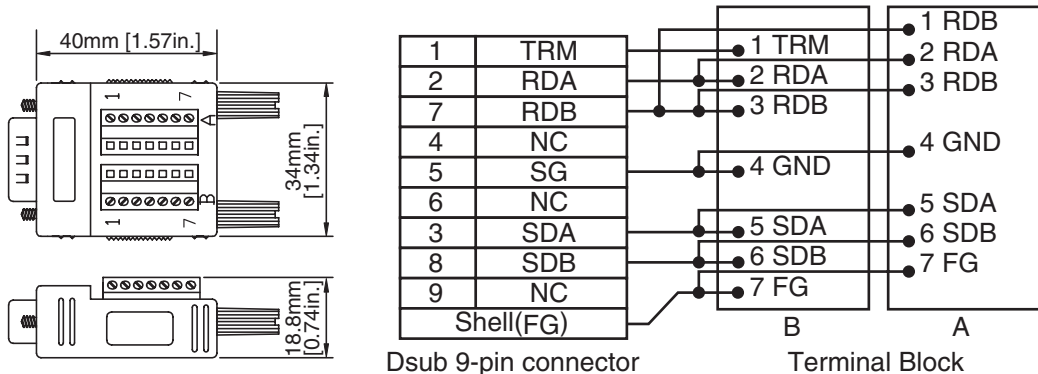 40mm [1.57in.]
1
7
A
B
1
7
34mm
[1.34in.]
18.8mm
[0.74in.]
1 TRM
2 RDA
7 RDB
4 NC
5 SG
6 NC
3 SDA
8 SDB
9 NC
Shell(FG)
Dsub 9-pin connector
1 TRM
2 RDA
3 RDB
4 GND
5 SDA
6 SDB
7 FG
B
1 RDB
2 RDA
3 RDB
4 GND
5 SDA
6 SDB
7 FG
A
Terminal Block